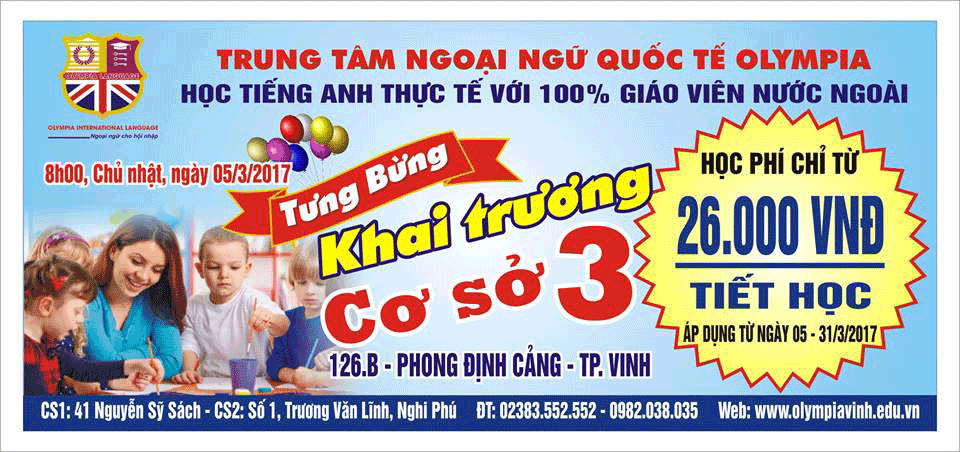 TRUNG TÂM NGOẠI NGỮ QUỐC TẾ OLYMPIA
HỌC TIẾNG ANH THỰC TẾ VỚI 100% GIÁO VIÊN NƯỚC NGOÀI
OLYMPIA LANGUAGE
OLYMPIA INTERNATIONAL LANGUAGE
Ngoại ngữ cho hội nhập
8h00, Chủ nhật, ngày 05/3/2017
Tưng Bừng
Khai trương
Cơ sở 3
126.B - PHONG ĐỊNH CẢNG - TP. VINH
HỌC PHÍ CHỈ TỪ
26.000 VNĐ
TIẾT HỌC
ÁP DỤNG TỪ NGÀY 05 - 31/3/2017
CS1: 41 Nguyễn Sỹ Sách - CS2: Số 1, Trương Văn Lĩnh, Nghi Phú ĐT: 02383.552.552 - 0982.038.035 Web: www.olympiavinh.edu.vn